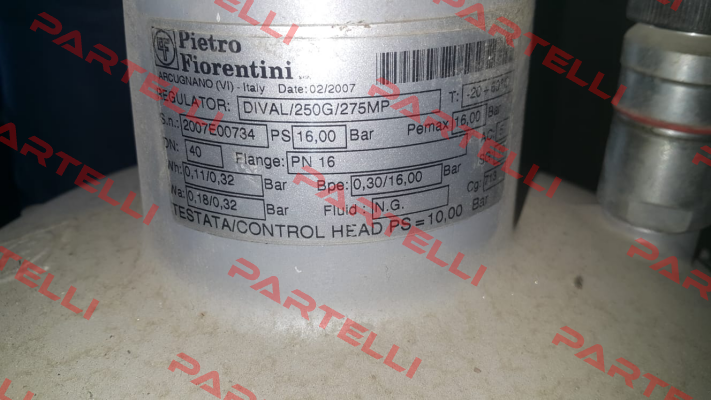 Pietro
Fiorentini
ARCUGNANO (VI) - Italy Date:02/2007
REGULATOR: DIVAL/250G/275MP T:
S.n.: 2007E00734 PS 16,00 Bar Pemax 16,00 Bar
DN: 40 Flange: PN 16 AC
Wh: 0,11/0,32 Bar Bpe: 0,30/16,00 Bar SG
Wa: 0,18/0,32 Bar Fluid: N.G. Cg
TESTATA/CONTROL HEAD PS = 10,00 Bar
PARTELLI
PARTELLI
PARTELLI
PARTELLI
PARTELLI
PARTELLI
PARTELLI
PARTELLI